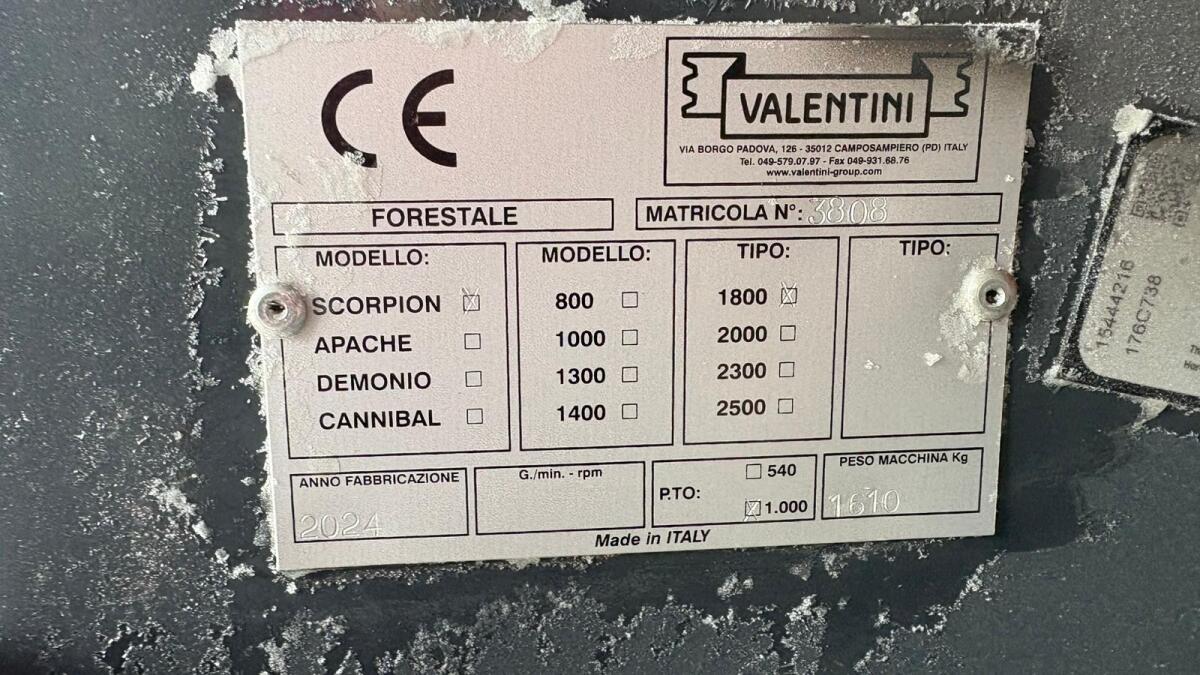 CE
VALENTINI
VIA BORGO PADOVA, 126 - 35012 CAMPOSAMPIERO (PD) ITALY
Tel. 049-579.07.97 - Fax 049-931.68.76
www.valentini-group.com
FORESTALE
MATRICOLA N°: 3808
MODELLO:
SCORPION ☒
APACHE ☐
DEMONIO ☐
CANNIBAL ☐
MODELLO:
800 ☐
1000 ☐
1300 ☐
1400 ☐
TIPO:
1800 ☒
2000 ☐
2300 ☐
2500 ☐
TIPO:
ANNO FABBRICAZIONE
2024
G./min. - rpm
P.TO:
☐ 540
☒ 1.000
PESO MACCHINA Kg
1610
Made in ITALY
15444216
176C738